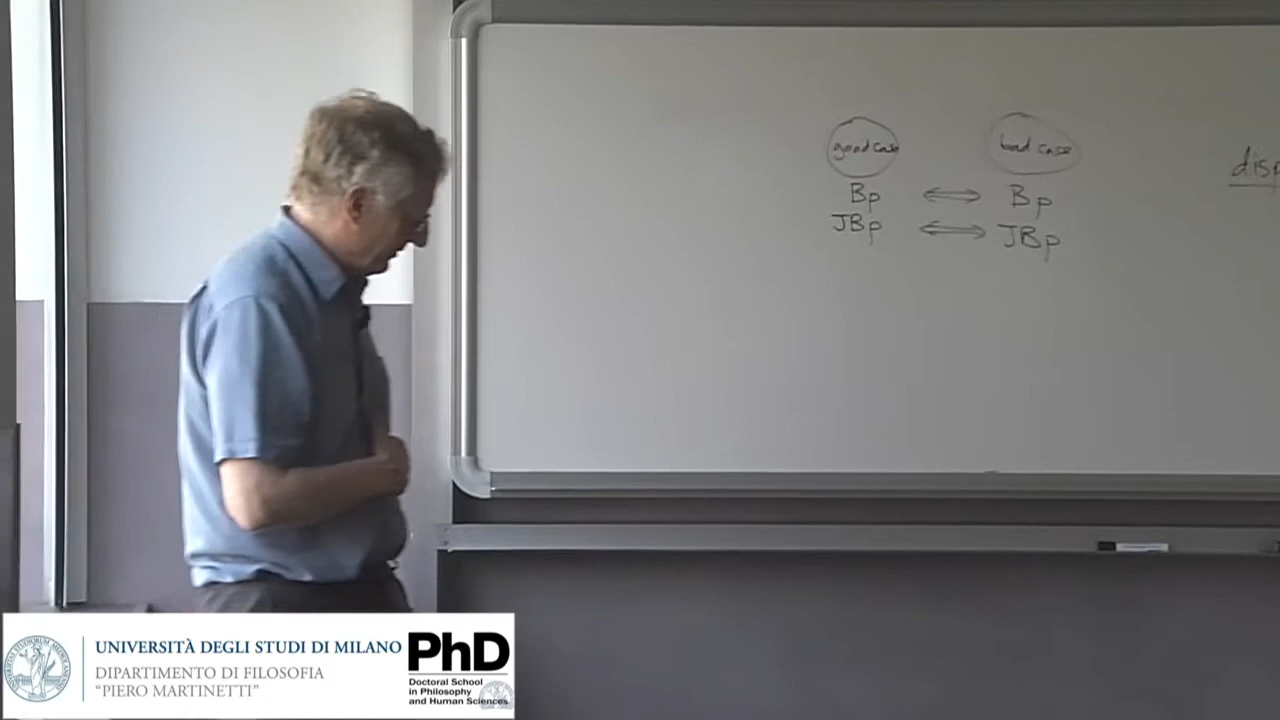 good case bad case
disp
Bp ⟺ Bp
JBp ⟺ JBp
UNIVERSITÀ DEGLI STUDI DI MILANO
DIPARTIMENTO DI FILOSOFIA
"PIERO MARTINETTI"
PhD
Doctoral School
in Philosophy
and Human Sciences